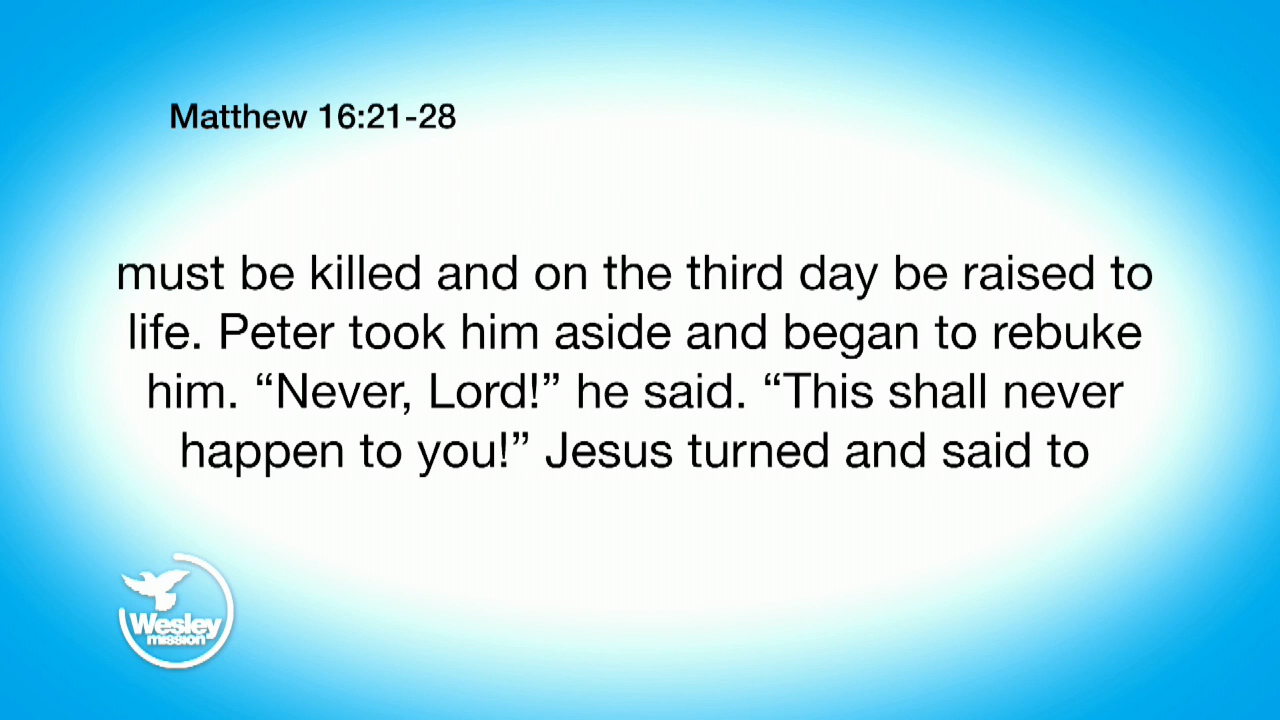 Matthew 16:21-28
must be killed and on the third day be raised to
life. Peter took him aside and began to rebuke
him. “Never, Lord!” he said. “This shall never
happen to you!” Jesus turned and said to
Wesley
mission